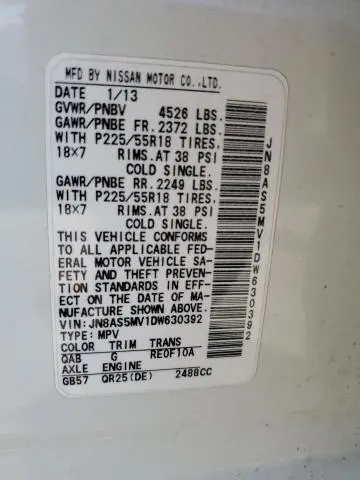 MFD BY NISSAN MOTOR CO.,LTD.
DATE 1/13
GVWR/PNBV 4526 LBS.
GAWR/PNBE FR. 2372 LBS.
WITH P225/55R18 TIRES.
18X7 RIMS.AT 38 PSI
COLD SINGLE.
GAWR/PNBE RR. 2249 LBS.
WITH P225/55R18 TIRES.
18X7 RIMS.AT 38 PSI
COLD SINGLE.
THIS VEHICLE CONFORMS
TO ALL APPLICABLE FED-
ERAL MOTOR VEHICLE SA-
FETY AND THEFT PREVEN-
TION STANDARDS IN EFF-
ECT ON THE DATE OF MA-
NUFACTURE SHOWN ABOVE.
VIN:JN8AS5MV1DW630392
TYPE:MPV
COLOR TRIM TRANS
QAB G RE0F10A
AXLE ENGINE
GB57 QR25(DE) 2488CC
JN8AS5MV1DW630392